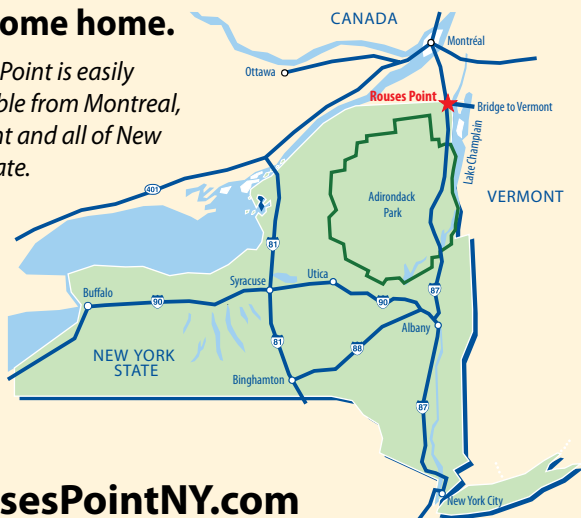 ome home.
Point is easily
ble from Montreal,
nt and all of New
ate.
CANADA
Montréal
Ottawa
Rouses Point
Bridge to Vermont
Lake Champlain
VERMONT
401
Adirondack
Park
81
Utica
Syracuse
87
Buffalo
90
90
Albany
NEW YORK
STATE
81
88
Binghamton
87
New York City
sesPointNY.com